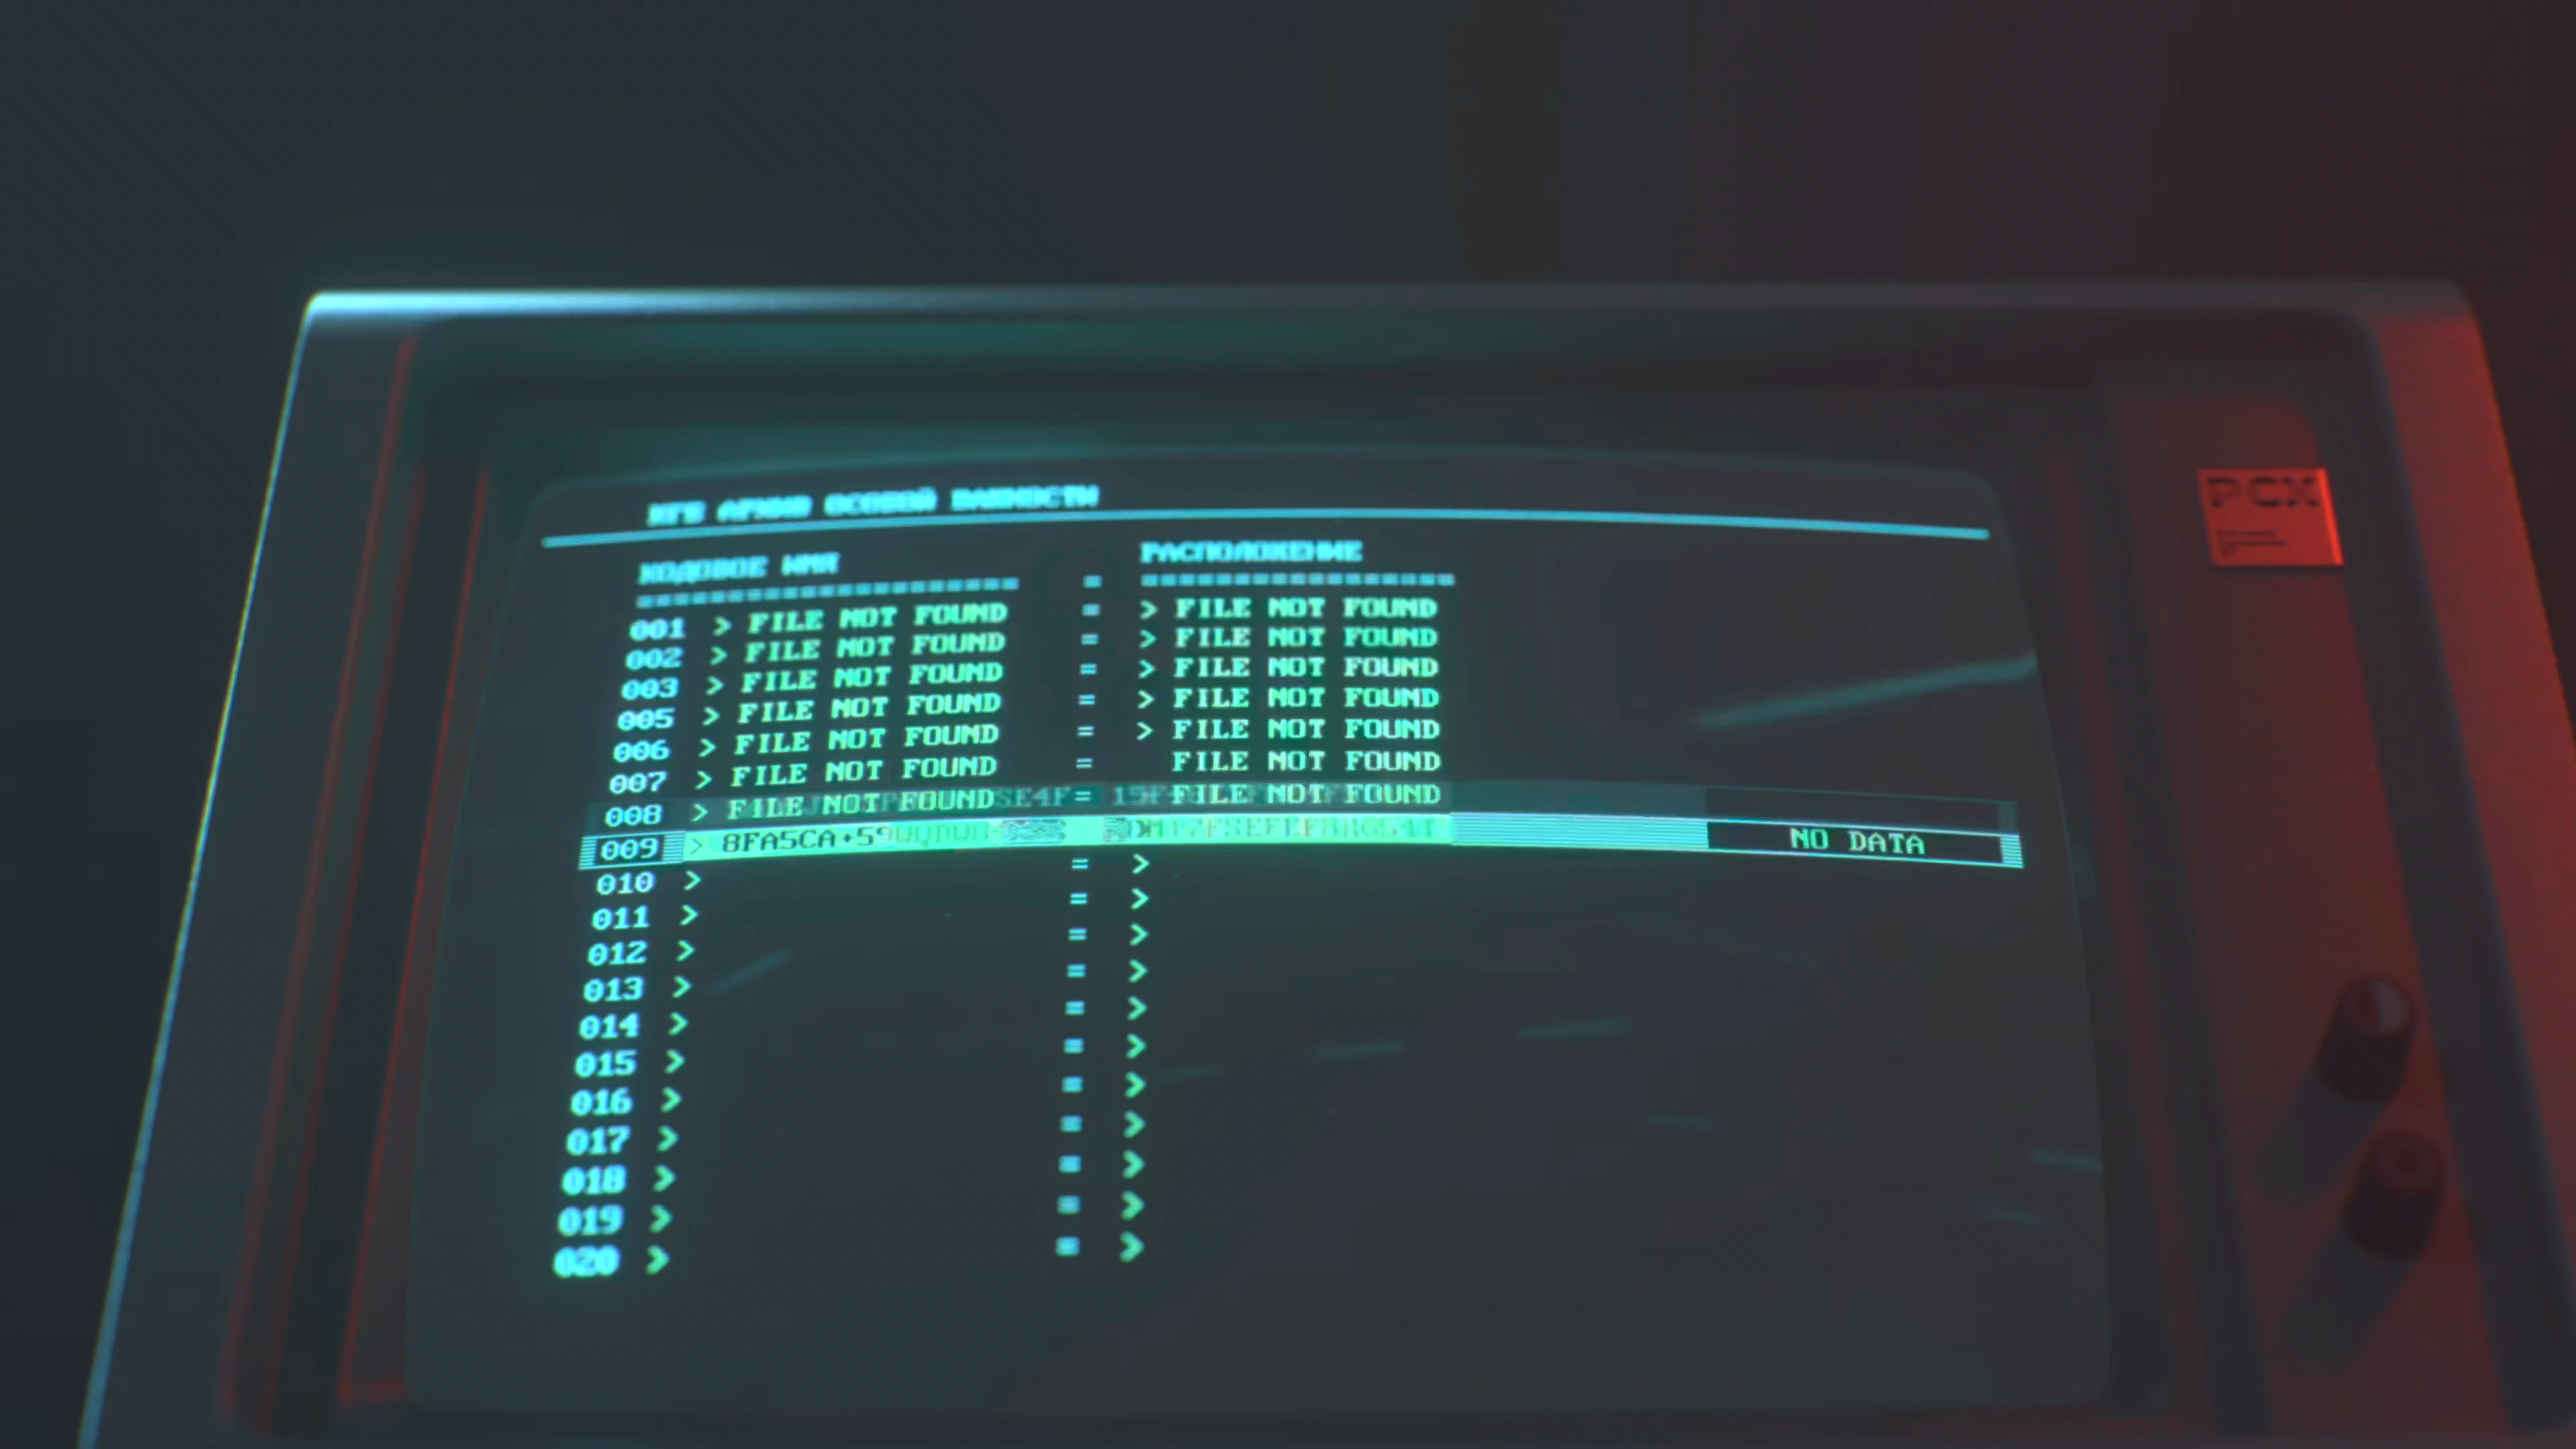 КГБ АРХИВ ОСОБОЙ ВАЖНОСТИ
КОДОВОЕ ИМЯ РАСПОЛОЖЕНИЕ
=
001 > FILE NOT FOUND = > FILE NOT FOUND
002 > FILE NOT FOUND = > FILE NOT FOUND
003 > FILE NOT FOUND = > FILE NOT FOUND
005 > FILE NOT FOUND = > FILE NOT FOUND
006 > FILE NOT FOUND = > FILE NOT FOUND
007 > FILE NOT FOUND = FILE NOT FOUND
008 > FILE NOT FOUND = FILE NOT FOUND
009 > 8FA5CA+59 NO DATA
010 > = >
011 > = >
012 > = >
013 > = >
014 > = >
015 > = >
016 > = >
017 > = >
018 > = >
019 > = >
020 > = >
PCX